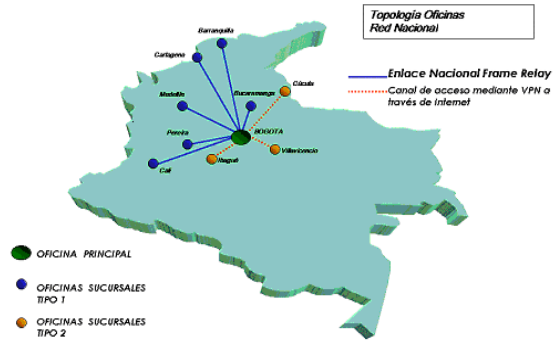 Topología Oficinas
Red Nacional
Enlace Nacional Frame Relay
Canal de acceso mediante VPN a
través de Internet
Barranquilla
Cartagena
Cúcuta
Medellín
Bucaramanga
Pereira
BOGOTA
Villavicencio
Ibagué
Cali
OFICINA PRINCIPAL
OFICINAS SUCURSALES
TIPO 1
OFICINAS SUCURSALES
TIPO 2